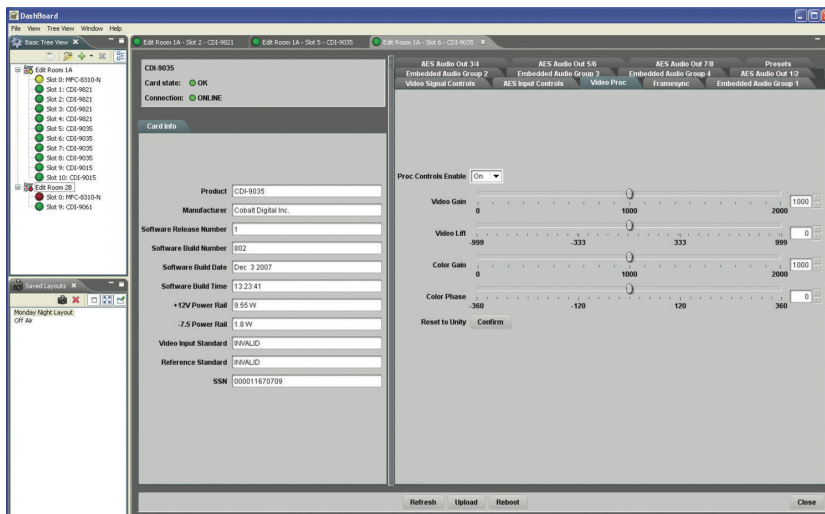 DashBoard
File View Tree View Window Help
Basic Tree View
Edit Room 1A
Slot 0: MFC-8310-N
Slot 1: CDI-9821
Slot 2: CDI-9821
Slot 3: CDI-9821
Slot 4: CDI-9821
Slot 5: CDI-9035
Slot 6: CDI-9035
Slot 7: CDI-9035
Slot 8: CDI-9035
Slot 9: CDI-9015
Slot 10: CDI-9015
Edit Room 2B
Slot 0: MFC-8310-N
Slot 9: CDI-9061
Saved Layouts
Monday Night Layout
Off Air
Edit Room 1A - Slot 2 - CDI-9821
Edit Room 1A - Slot 5 - CDI-9035
Edit Room 1A - Slot 6 - CDI-9035
CDI-9035
Card state: OK
Connection: ONLINE
Card Info
Product CDI-9035
Manufacturer Cobalt Digital Inc.
Software Release Number 1
Software Build Number 802
Software Build Date Dec 3 2007
Software Build Time 13:23:41
+12V Power Rail 9.55 W
-7.5 Power Rail 1.8 W
Video Input Standard INVALID
Reference Standard INVALID
SSN 000011670709
AES Audio Out 3/4 AES Audio Out 5/6 AES Audio Out 7/8 Presets
Embedded Audio Group 2 Embedded Audio Group 3 Embedded Audio Group 4 AES Audio Out 1/2
Video Signal Controls AES Input Controls Video Proc Framesync Embedded Audio Group 1
Proc Controls Enable On
Video Gain 1000
0 1000 2000
Video Lift 0
-999 -333 333 999
Color Gain 1000
0 1000 2000
Color Phase 0
-360 -120 120 360
Reset to Unity Confirm
Refresh Upload Reboot Close